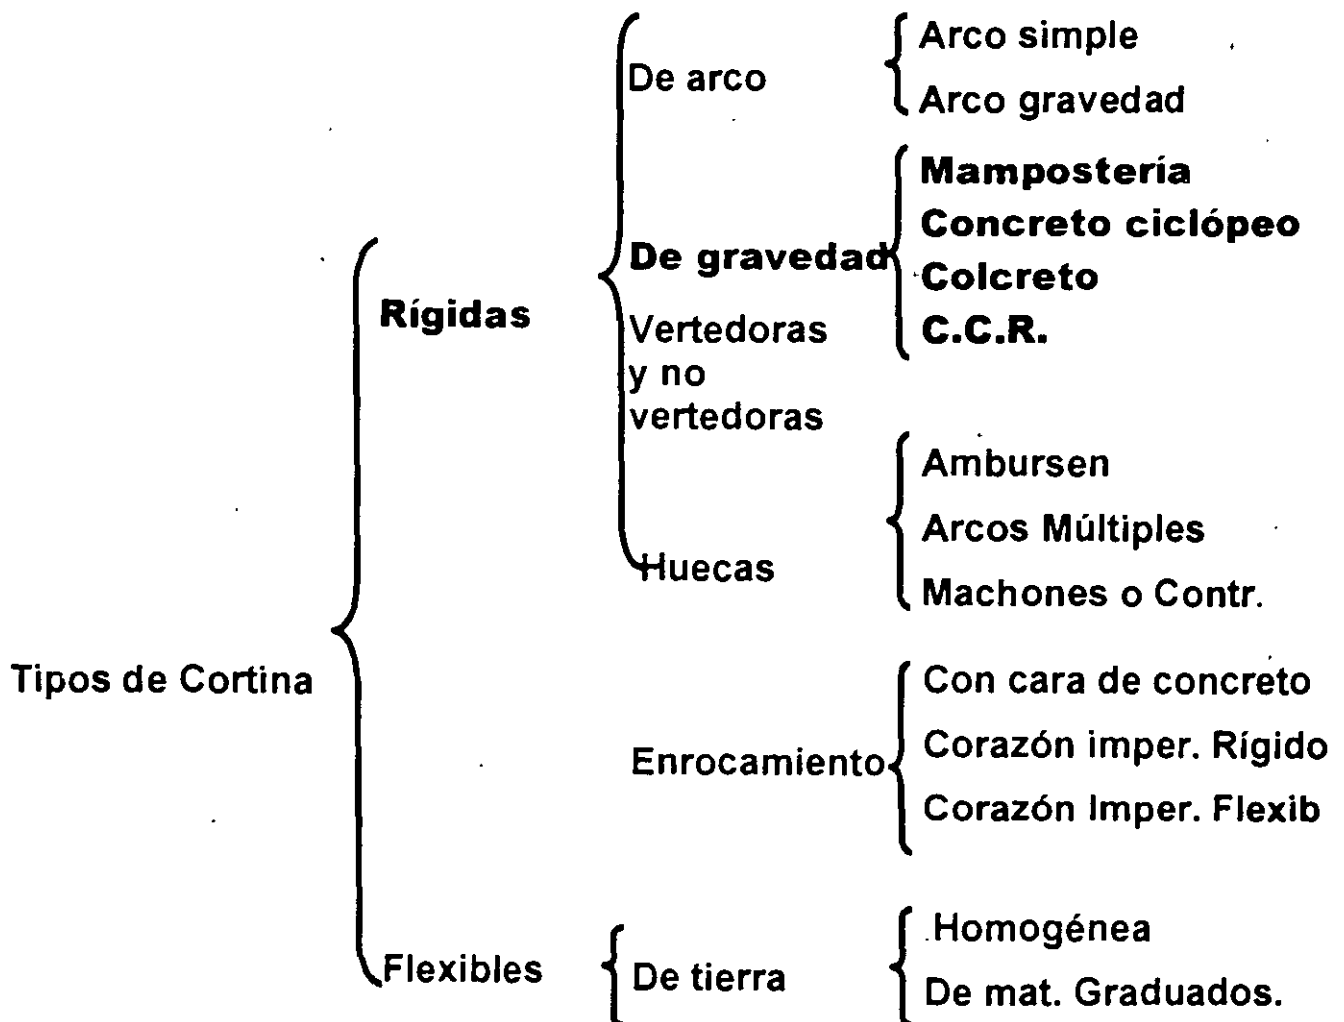 Tipos de Cortina
Rígidas
De arco
Arco simple
Arco gravedad
De gravedad
Vertedoras
y no
vertedoras
Mampostería
Concreto ciclópeo
Colcreto
C.C.R.
Huecas
Ambursen
Arcos Múltiples
Machones o Contr.
Enrocamiento
Con cara de concreto
Corazón imper. Rígido
Corazón Imper. Flexib
Flexibles
De tierra
Homogénea
De mat. Graduados.